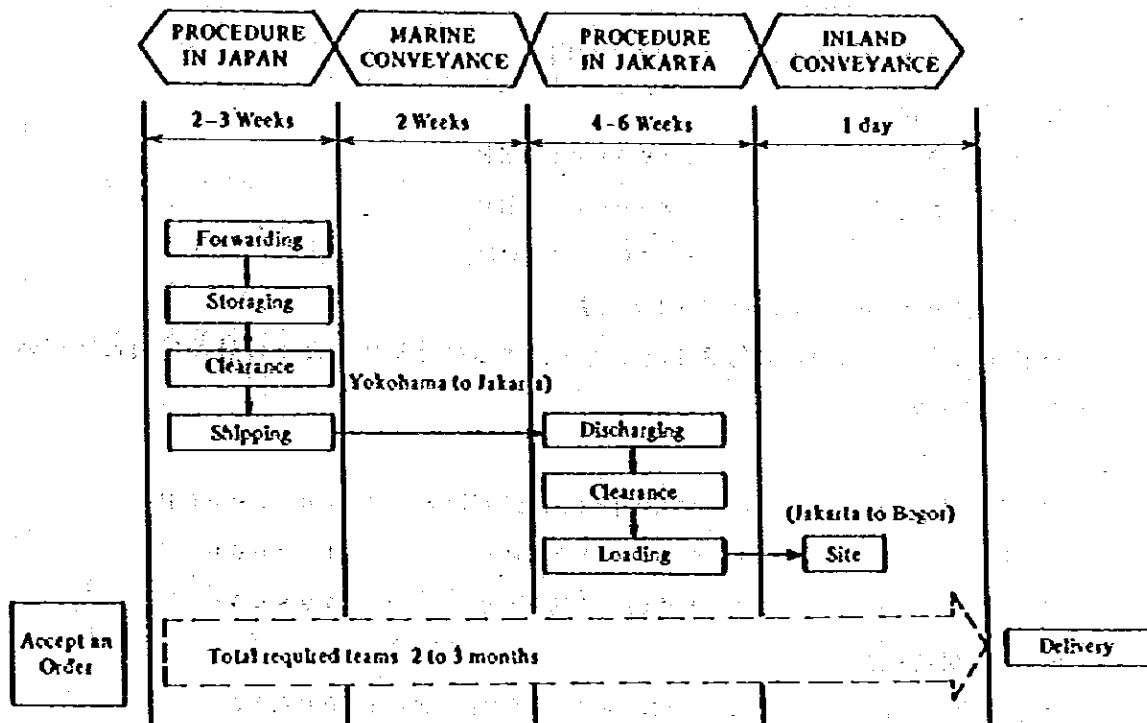 PROCEDURE
IN JAPAN
MARINE
CONVEYANCE
PROCEDURE
IN JAKARTA
INLAND
CONVEYANCE
2-3 Weeks
2 Weeks
4-6 Weeks
1 day
Forwarding
Storaging
Clearance
Yokohama to Jakarta)
Shipping
Discharging
Clearance
(Jakarta to Bogor)
Loading
Site
Accept an
Order
Total required teams 2 to 3 months
Delivery